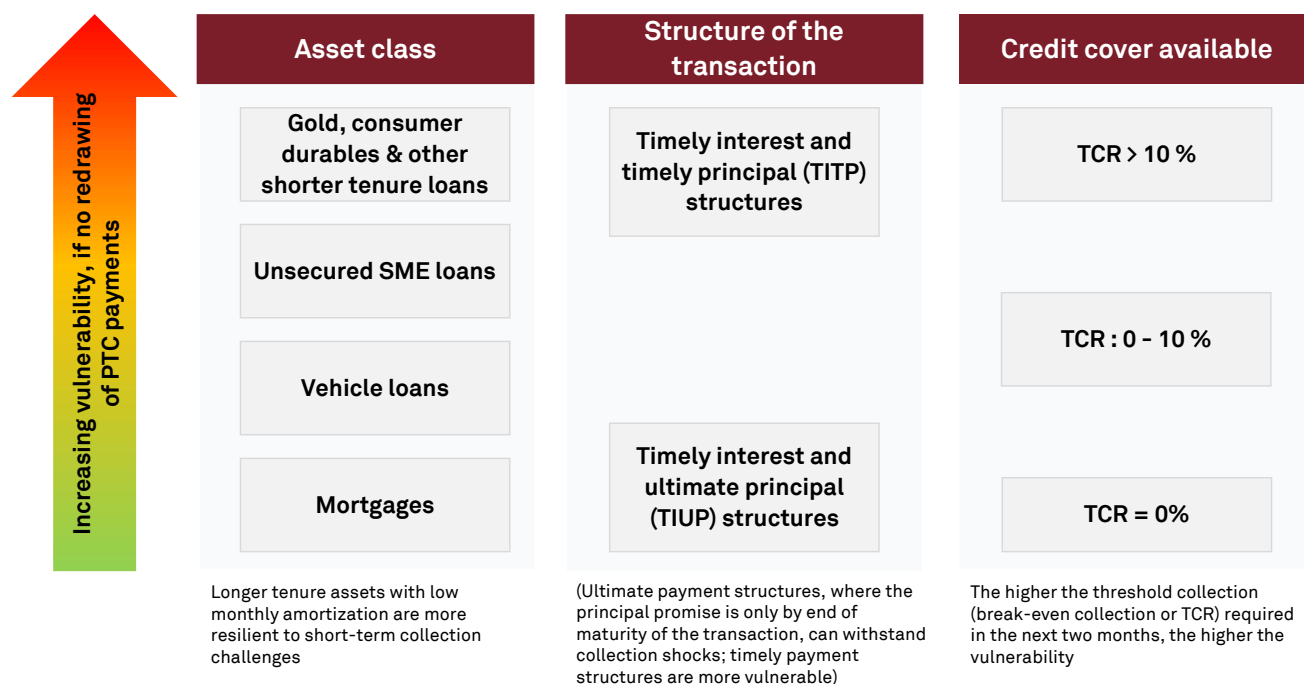 Increasing vulnerability, if no redrawing
of PTC payments
Asset class
Gold, consumer
durables & other
shorter tenure loans
Unsecured SME loans
Vehicle loans
Mortgages
Longer tenure assets with low
monthly amortization are more
resilient to short-term collection
challenges
Structure of the
transaction
Timely interest and
timely principal (TITP)
structures
Timely interest and
ultimate principal
(TIUP) structures
(Ultimate payment structures, where the
principal promise is only by end of
maturity of the transaction, can withstand
collection shocks; timely payment
structures are more vulnerable)
Credit cover available
TCR > 10 %
TCR : 0 - 10 %
TCR = 0%
The higher the threshold collection
(break-even collection or TCR) required
in the next two months, the higher the
vulnerability